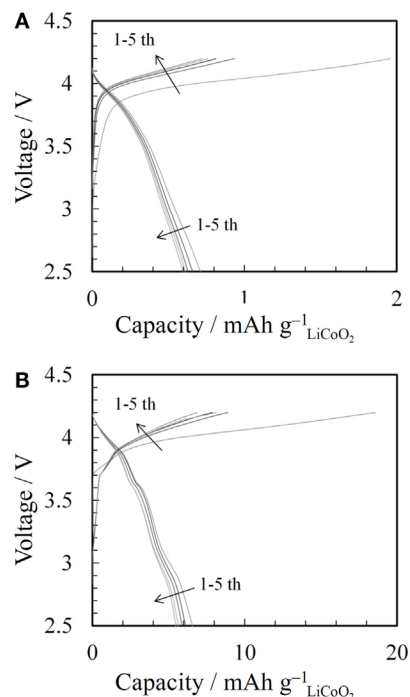 A
4.5
1-5 th
4
Voltage / V
3.5
3
1-5 th
2.5
0 1 2
Capacity / mAh g⁻¹LiCoO₂
B
4.5
1-5 th
4
Voltage / V
3.5
3
1-5 th
2.5
0 10 20
Capacity / mAh g⁻¹LiCoO₂